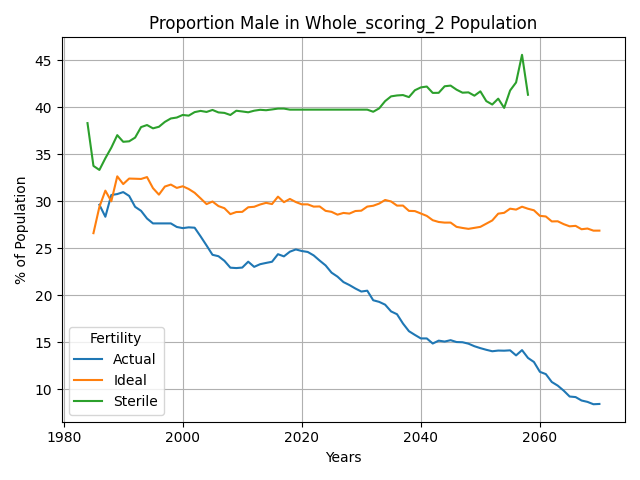 Proportion Male in Whole_scoring_2 Population
% of Population
45
40
35
30
25
20
15
10
Fertility
Actual
Ideal
Sterile
1980 2000 2020 2040 2060
Years